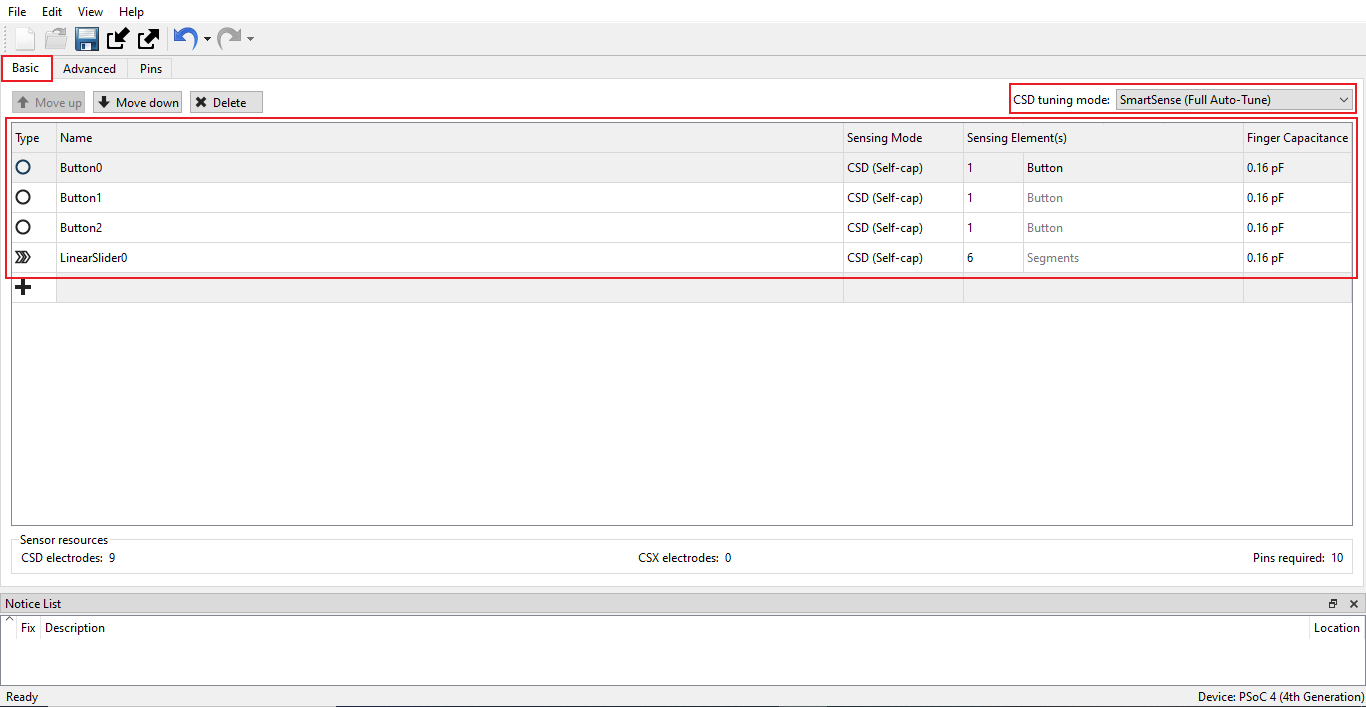 File Edit View Help
Basic Advanced Pins
Move up Move down Delete CSD tuning mode: SmartSense (Full Auto-Tune)
Type Name Sensing Mode Sensing Element(s) Finger Capacitance
Button0 CSD (Self-cap) 1 Button 0.16 pF
Button1 CSD (Self-cap) 1 Button 0.16 pF
Button2 CSD (Self-cap) 1 Button 0.16 pF
LinearSlider0 CSD (Self-cap) 6 Segments 0.16 pF
Sensor resources
CSD electrodes: 9 CSX electrodes: 0 Pins required: 10
Notice List
Fix Description Location
Ready Device: PSoC 4 (4th Generation)